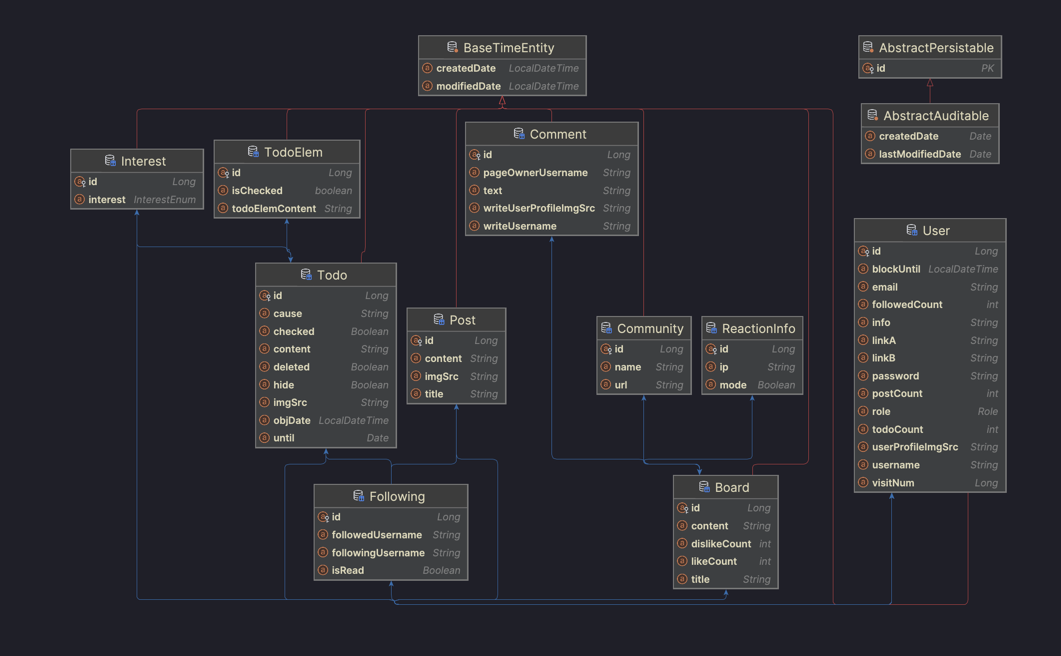 BaseTimeEntity
createdDate LocalDateTime
modifiedDate LocalDateTime
AbstractPersistable
id PK
AbstractAuditable
createdDate Date
lastModifiedDate Date
Interest
id Long
interest InterestEnum
TodoElem
id Long
isChecked boolean
todoElemContent String
Comment
id Long
pageOwnerUsername String
text String
writeUserProfileImgSrc String
writeUsername String
User
id Long
blockUntil LocalDateTime
email String
followedCount int
info String
linkA String
linkB String
password String
postCount int
role Role
todoCount int
userProfileImgSrc String
username String
visitNum Long
Todo
id Long
cause String
checked Boolean
content String
deleted Boolean
hide Boolean
imgSrc String
objDate LocalDateTime
until Date
Post
id Long
content String
imgSrc String
title String
Community
id Long
name String
url String
ReactionInfo
id Long
ip String
mode Boolean
Following
id Long
followedUsername String
followingUsername String
isRead Boolean
Board
id Long
content String
dislikeCount int
likeCount int
title String